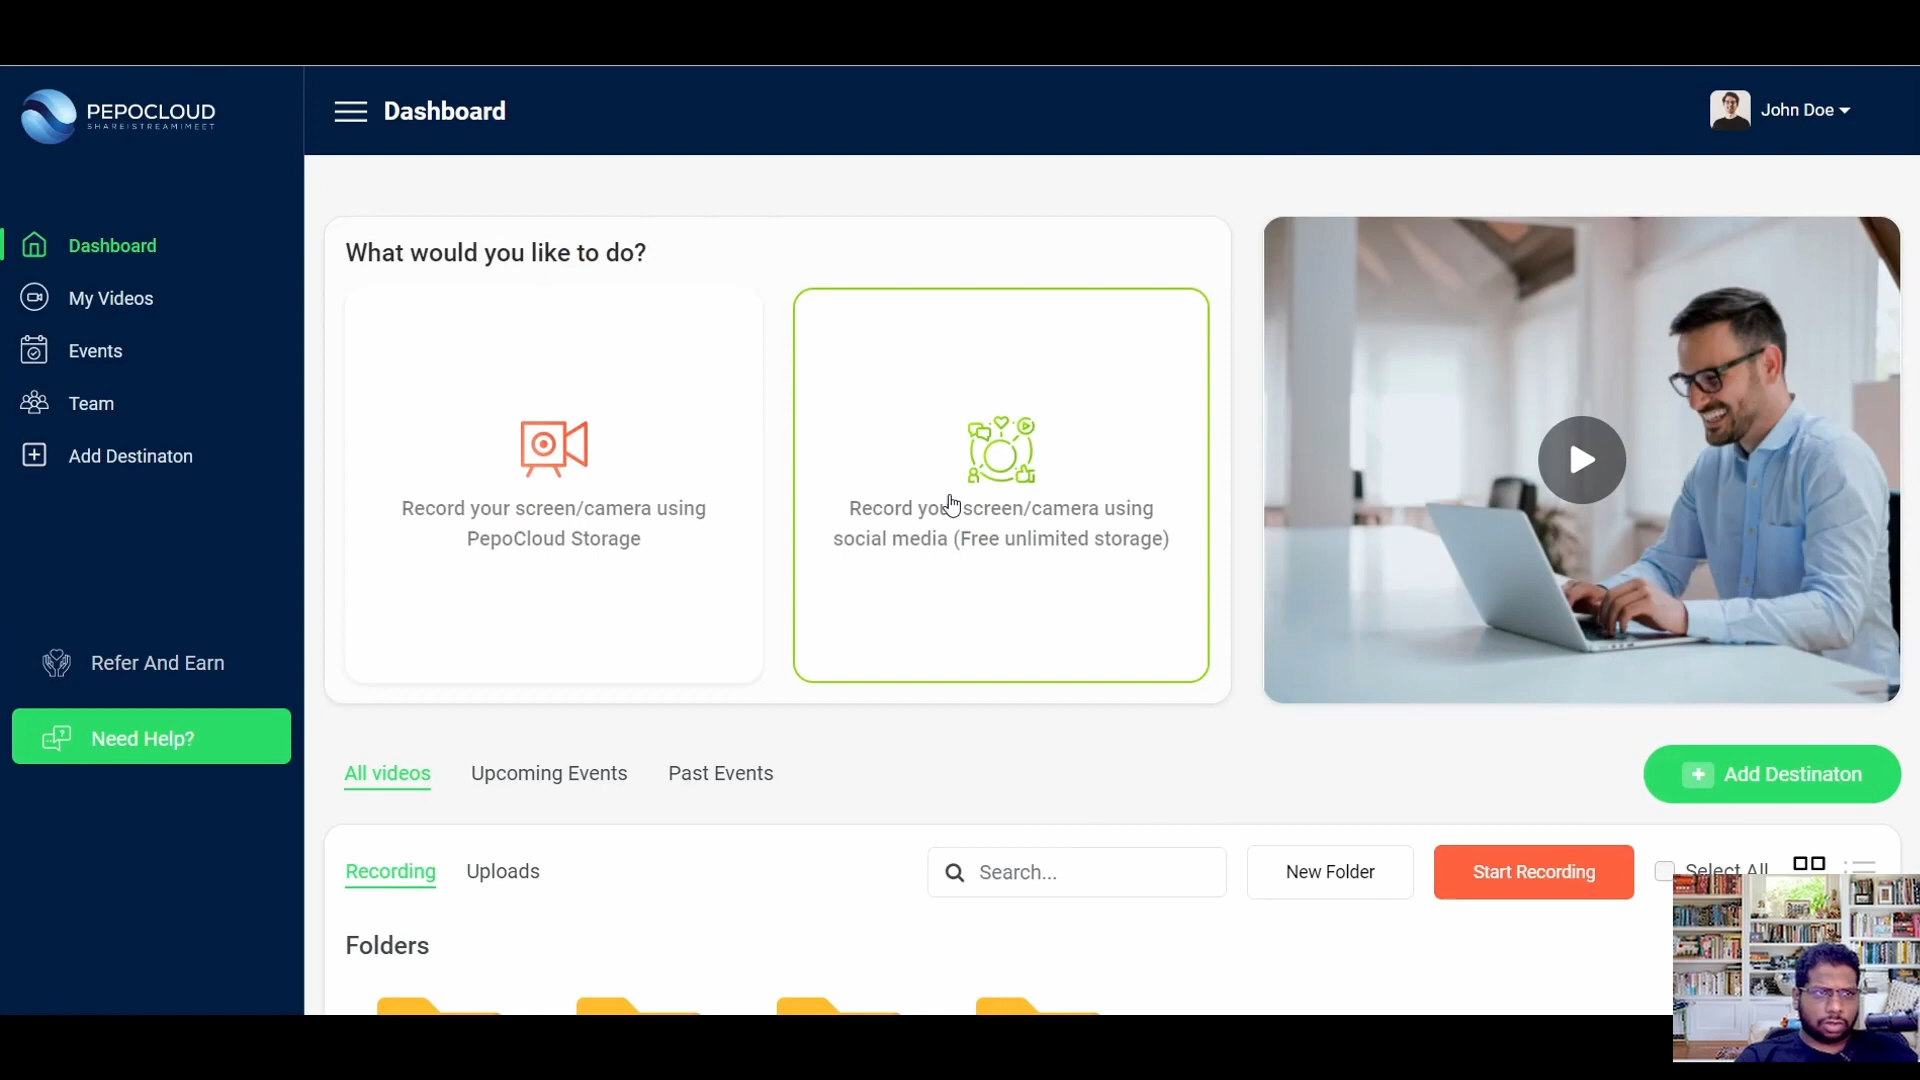 PEPOCLOUD
SHARE|STREAM|MEET
Dashboard
John Doe
Dashboard
My Videos
Events
Team
Add Destinaton
Refer And Earn
Need Help?
What would you like to do?
Record your screen/camera using
PepoCloud Storage
Record your screen/camera using
social media (Free unlimited storage)
All videos
Upcoming Events
Past Events
Add Destinaton
Recording
Uploads
Search...
New Folder
Start Recording
Select All
Folders